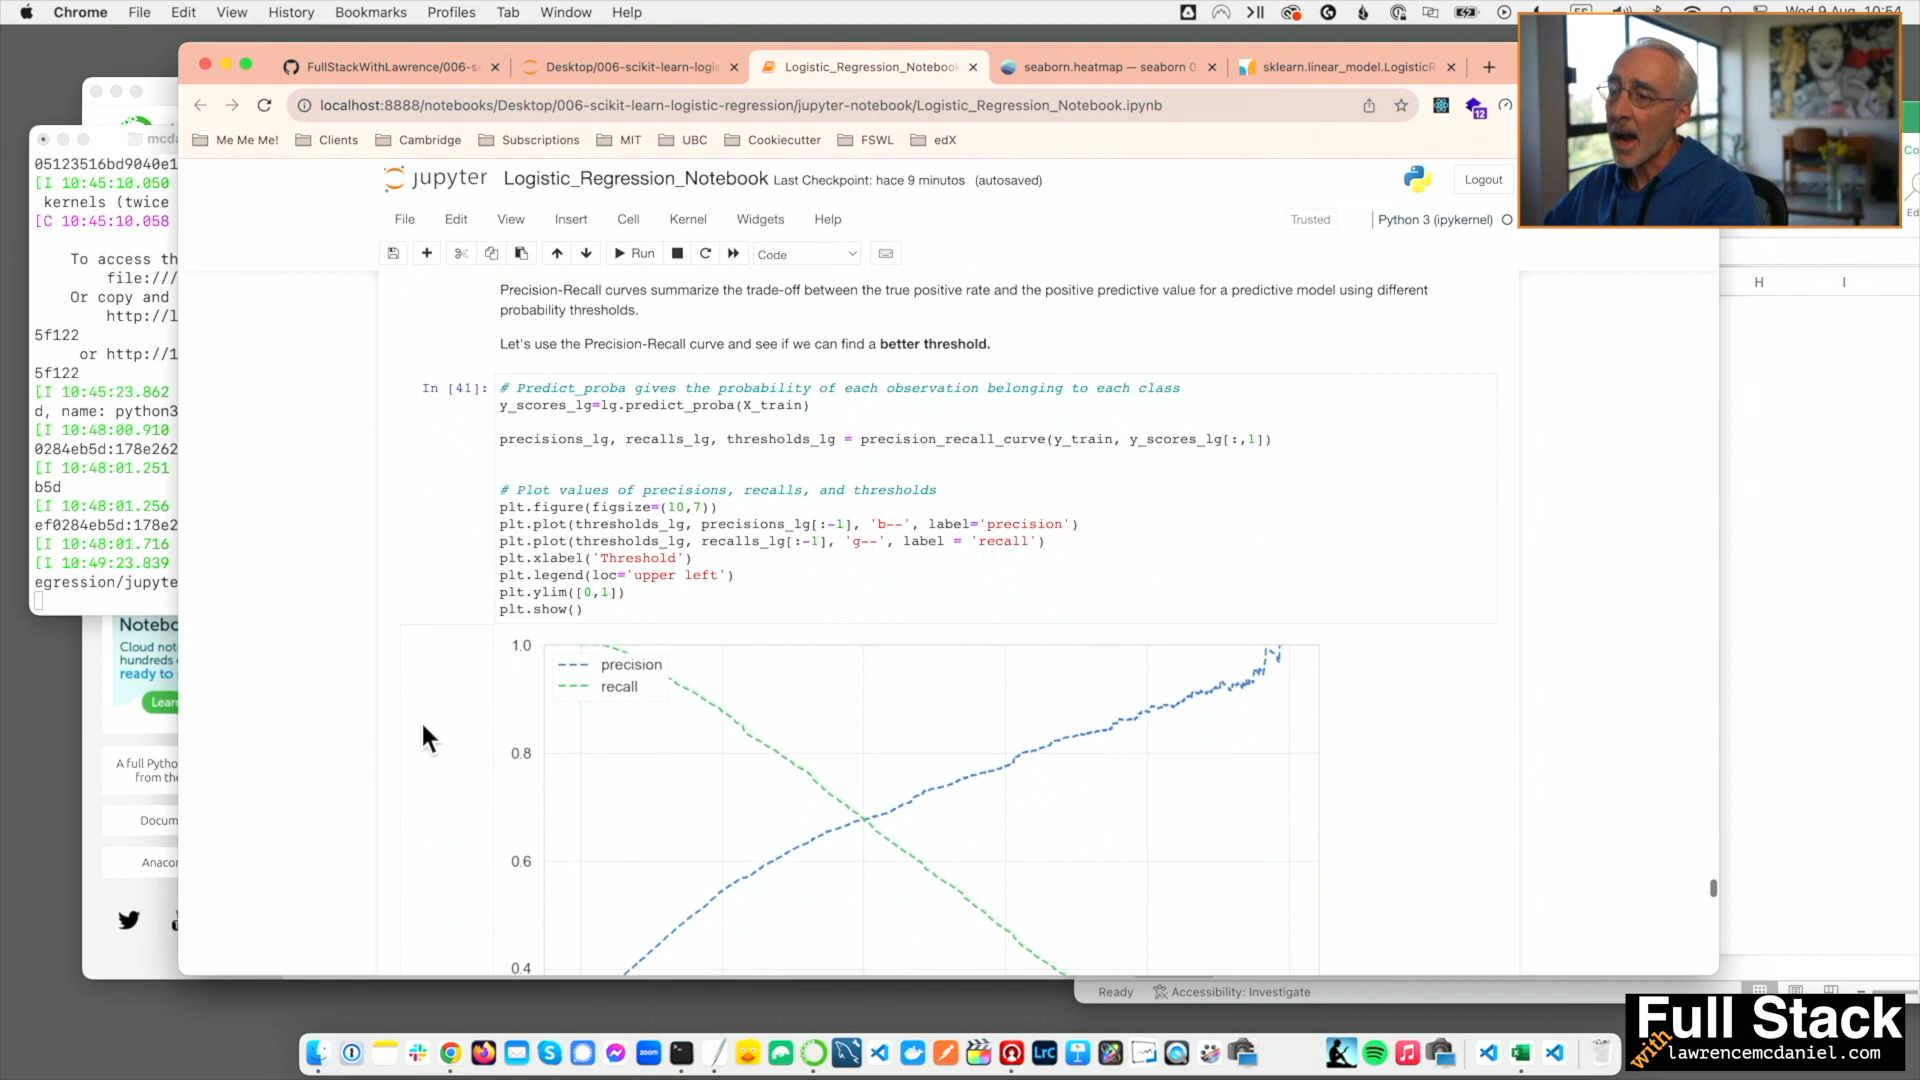 Chrome File Edit View History Bookmarks Profiles Tab Window Help
FullStackWithLawrence/006-sc
Desktop/006-scikit-learn-logis
Logistic_Regression_Notebook
seaborn.heatmap — seaborn 0
sklearn.linear_model.LogisticR
localhost:8888/notebooks/Desktop/006-scikit-learn-logistic-regression/jupyter-notebook/Logistic_Regression_Notebook.ipynb
12
Me Me Me! Clients Cambridge Subscriptions MIT UBC Cookiecutter FSWL edX
jupyter Logistic_Regression_Notebook Last Checkpoint: hace 9 minutos (autosaved)
Logout
File Edit View Insert Cell Kernel Widgets Help
Trusted
Python 3 (ipykernel)
Run
Code
Precision-Recall curves summarize the trade-off between the true positive rate and the positive predictive value for a predictive model using different
probability thresholds.
Let's use the Precision-Recall curve and see if we can find a better threshold.
In [41]:
# Predict_proba gives the probability of each observation belonging to each class
y_scores_lg=lg.predict_proba(X_train)
precisions_lg, recalls_lg, thresholds_lg = precision_recall_curve(y_train, y_scores_lg[:,1])
# Plot values of precisions, recalls, and thresholds
plt.figure(figsize=(10,7))
plt.plot(thresholds_lg, precisions_lg[:-1], 'b--', label='precision')
plt.plot(thresholds_lg, recalls_lg[:-1], 'g--', label = 'recall')
plt.xlabel('Threshold')
plt.legend(loc='upper left')
plt.ylim([0,1])
plt.show()
1.0
precision
recall
0.8
0.6
0.4
05123516bd9040e1
[I 10:45:10.050
kernels (twice
[C 10:45:10.058
To access th
file:///
Or copy and
http://l
5f122
or http://1
5f122
[I 10:45:23.862
d, name: python3
[I 10:48:00.910
0284eb5d:178e262
[I 10:48:01.251
b5d
[I 10:48:01.256
ef0284eb5d:178e2
[I 10:48:01.716
[I 10:49:23.839
egression/jupyte
Notebo
Cloud not
hundreds
ready to
Lear
A full Pytho
from the
Docum
Anacor
H I
Ready
Accessibility: Investigate
zoom
LrC
Full Stack
with
lawrencemcdaniel.com